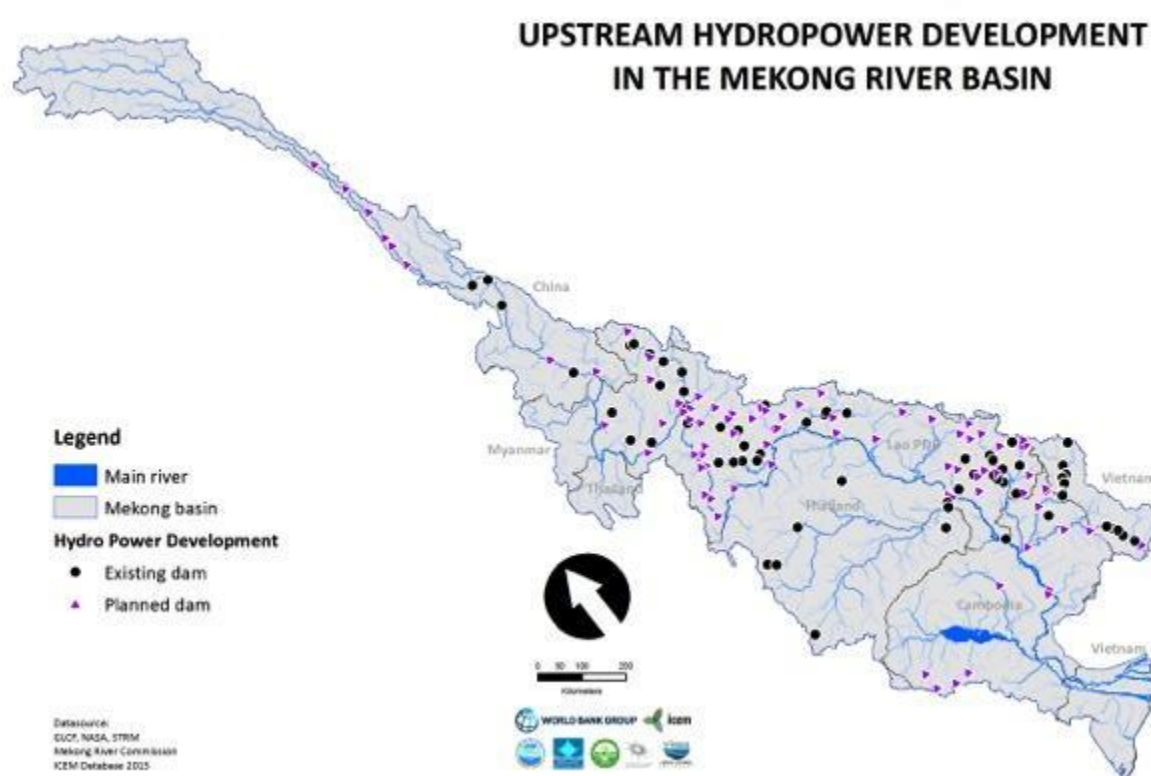 UPSTREAM HYDROPOWER DEVELOPMENT
IN THE MEKONG RIVER BASIN
China
Myanmar
Thailand
Lao PDR
Thailand
Vietnam
Cambodia
Vietnam
Legend
Main river
Mekong basin
Hydro Power Development
Existing dam
Planned dam
0 50 100 200
Kilometers
WORLD BANK GROUP icem
Datasource:
GLCF, NASA, STRM
Mekong River Commission
ICEM Database 2015